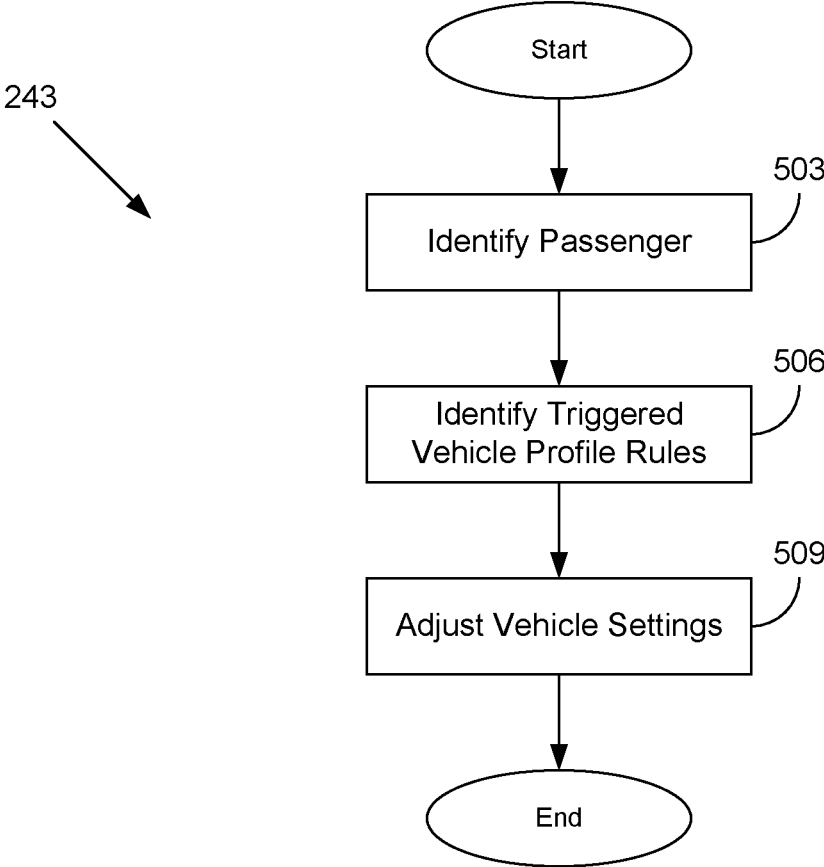 Start
243
503
Identify Passenger
506
Identify Triggered
Vehicle Profile Rules
509
Adjust Vehicle Settings
End